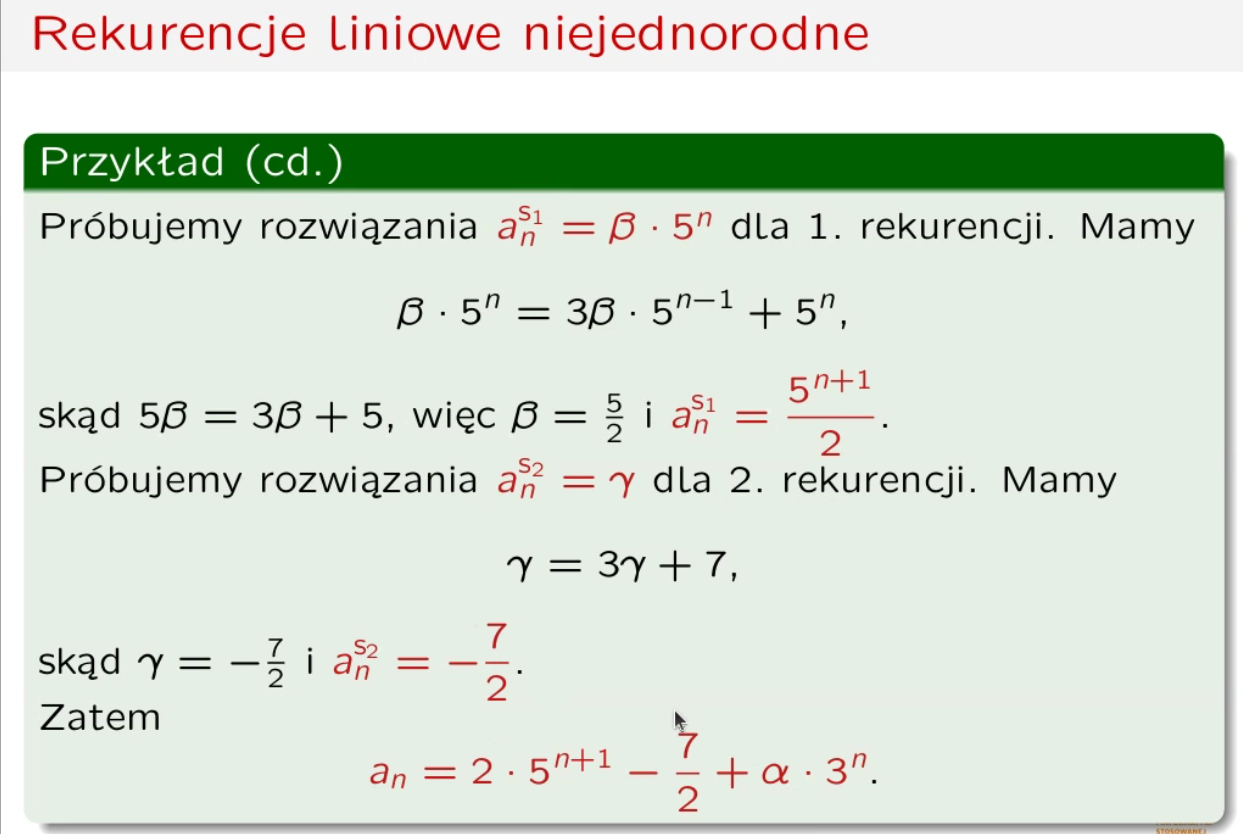 Rekurencje liniowe niejednorodne
Przykład (cd.)
Próbujemy rozwiązania $a_n^{s_1} = \beta \cdot 5^n$ dla 1. rekurencji. Mamy
$\beta \cdot 5^n = 3\beta \cdot 5^{n-1} + 5^n,$
skąd $5\beta = 3\beta + 5$, więc $\beta = \frac{5}{2}$ i $a_n^{s_1} = \frac{5^{n+1}}{2}$.
Próbujemy rozwiązania $a_n^{s_2} = \gamma$ dla 2. rekurencji. Mamy
$\gamma = 3\gamma + 7,$
skąd $\gamma = -\frac{7}{2}$ i $a_n^{s_2} = -\frac{7}{2}$.
Zatem
$a_n = 2 \cdot 5^{n+1} - \frac{7}{2} + \alpha \cdot 3^n.$
STOSOWANEJ